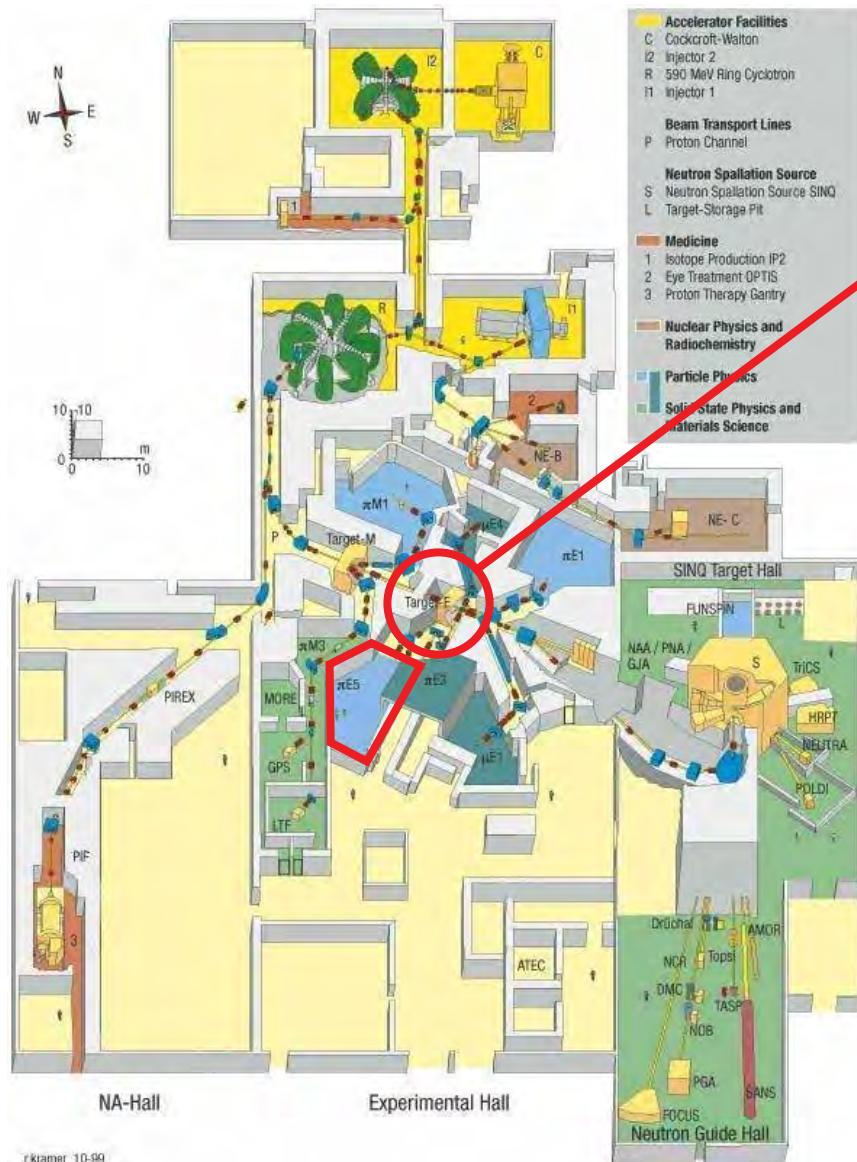 N
W E
S
I2
C
Accelerator Facilities
C Cockcroft-Walton
I2 Injector 2
R 590 MeV Ring Cyclotron
I1 Injector 1
Beam Transport Lines
P Proton Channel
Neutron Spallation Source
S Neutron Spallation Source SINQ
L Target-Storage Pit
Medicine
1 Isotope Production IP2
2 Eye Treatment OPTIS
3 Proton Therapy Gantry
Nuclear Physics and
Radiochemistry
Particle Physics
Solid State Physics and
Materials Science
1
R
I1
2
10 10
0 m
0 10
NE-B
πM1
μE4
NE- C
P
Target-M
πE1
SINQ Target Hall
Target-E
FUNSPIN
L
πM3
NAA / PNA /
GJA
S
TriCS
πE5
πE3
PIREX
MORE
HRPT
NEUTRA
GPS
μE1
POLDI
LTF
PIF
3
Drüchal
AMOR
NCR
Tops
ATEC
DMC
TASP
NOB
PGA
SANS
FOCUS
NA-Hall
Experimental Hall
Neutron Guide Hall
r.kramer 10-99